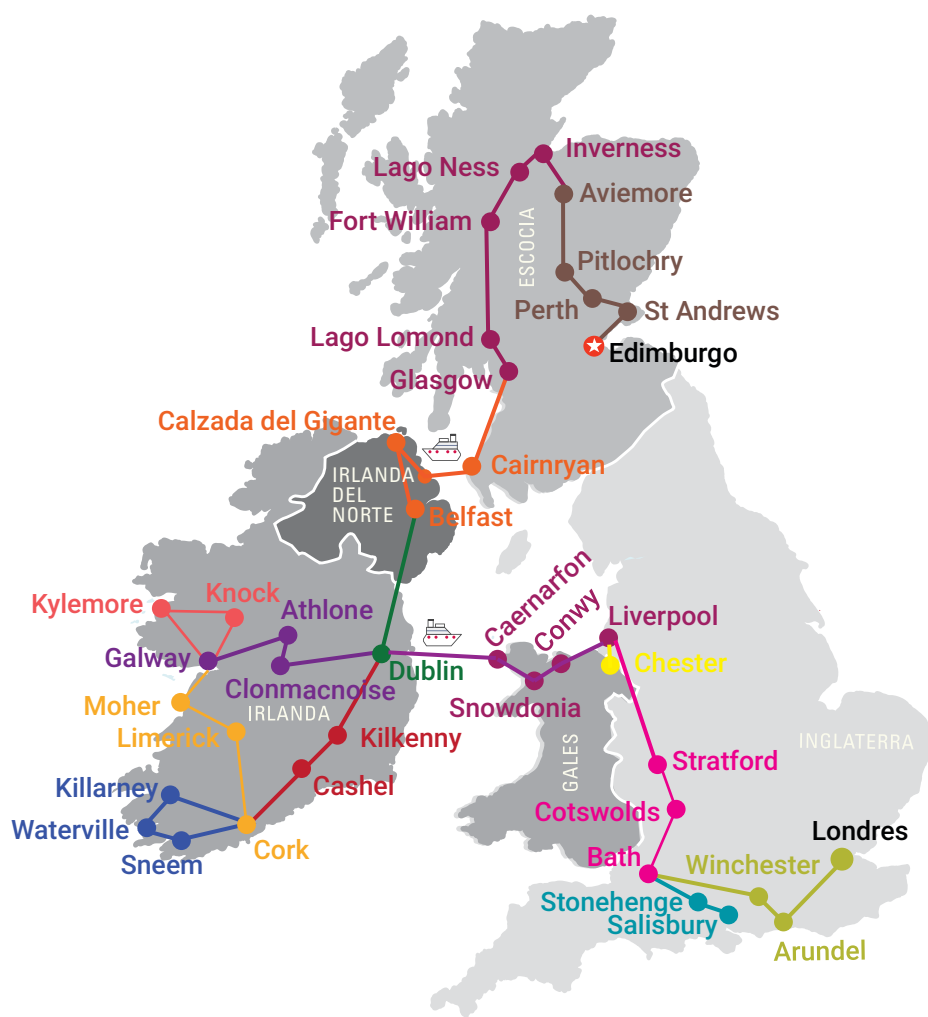 Inverness
Lago Ness
Aviemore
Fort William
ESCOCIA
Pitlochry
Perth
St Andrews
Lago Lomond
Edimburgo
Glasgow
Calzada del Gigante
Cairnryan
IRLANDA
DEL
NORTE
Belfast
Caernarfon
Conwy
Knock
Kylemore
Athlone
Liverpool
Galway
Dublin
Chester
Clonmacnoise
Moher
IRLANDA
Snowdonia
Limerick
Kilkenny
INGLATERRA
GALES
Stratford
Cashel
Killarney
Cotswolds
Waterville
Londres
Cork
Bath
Sneem
Winchester
Stonehenge
Salisbury
Arundel